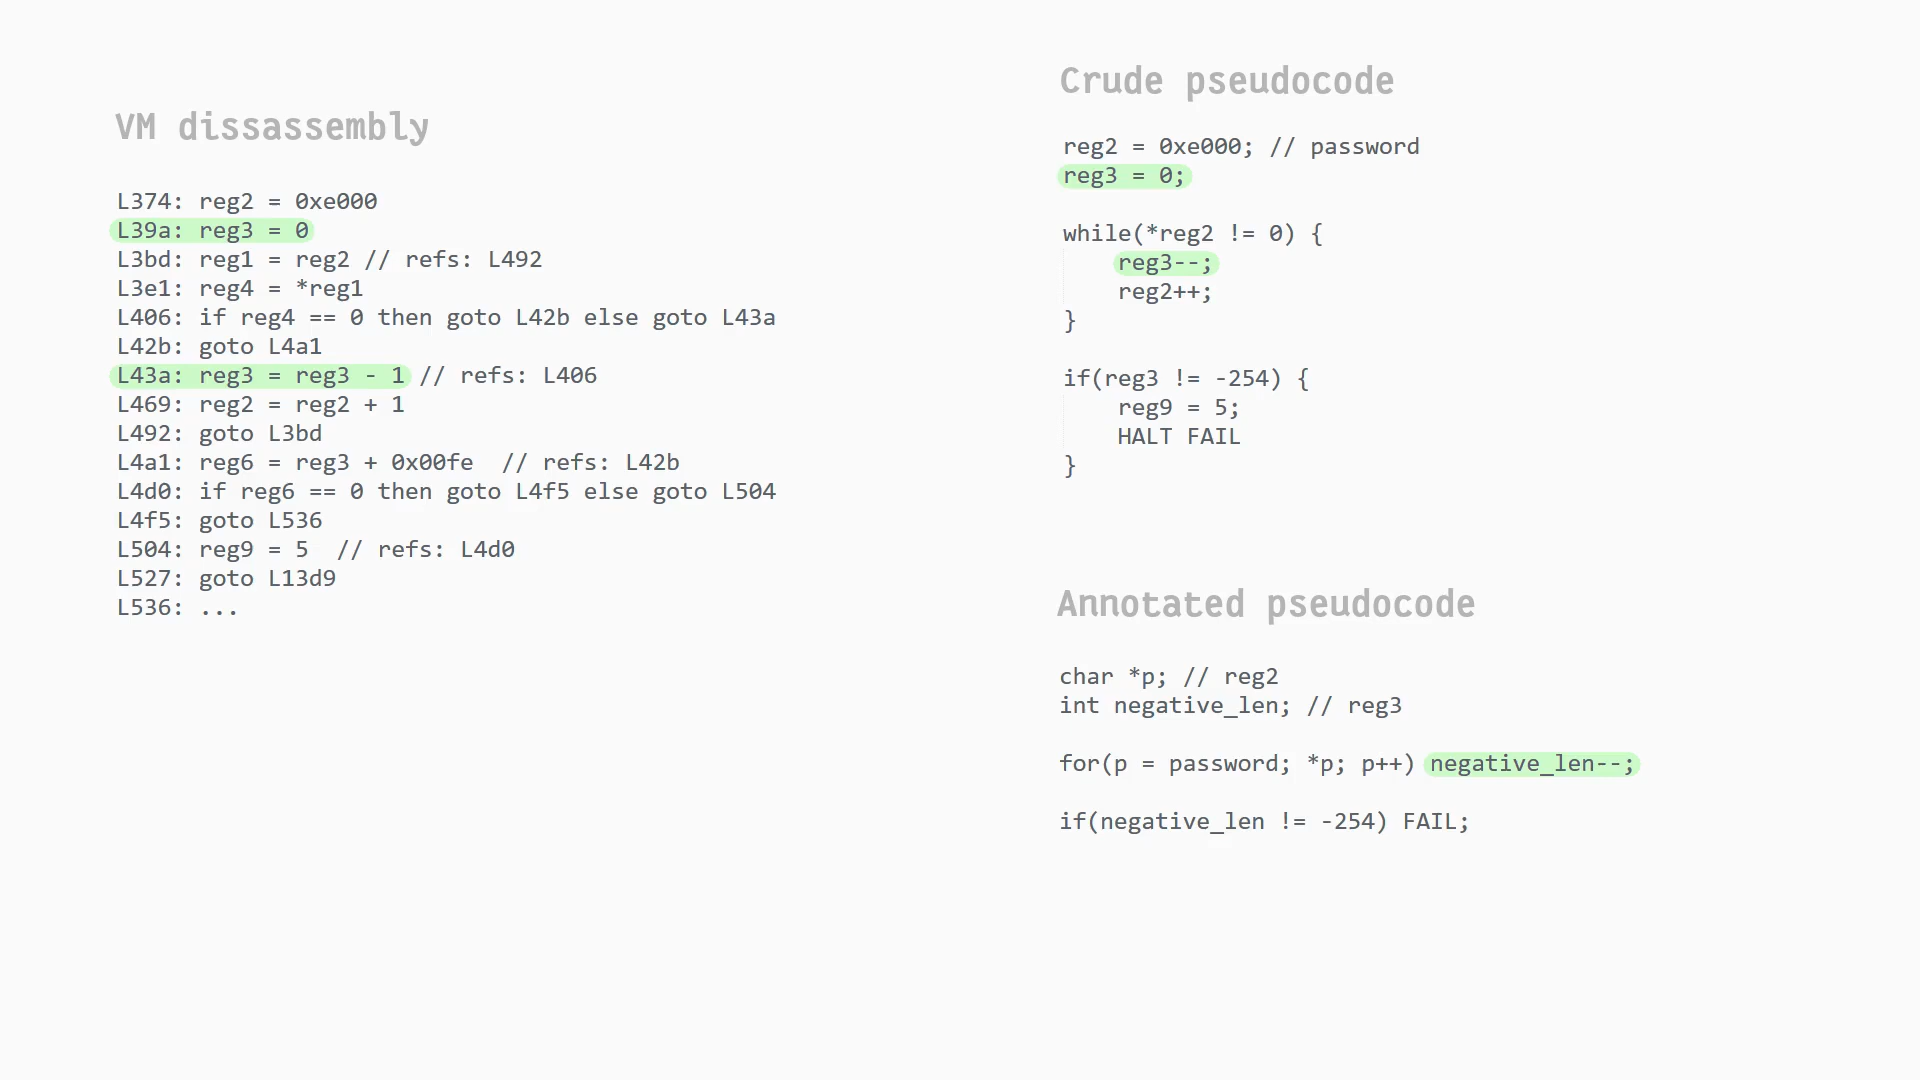 VM dissassembly
L374: reg2 = 0xe000
L39a: reg3 = 0
L3bd: reg1 = reg2 // refs: L492
L3e1: reg4 = *reg1
L406: if reg4 == 0 then goto L42b else goto L43a
L42b: goto L4a1
L43a: reg3 = reg3 - 1 // refs: L406
L469: reg2 = reg2 + 1
L492: goto L3bd
L4a1: reg6 = reg3 + 0x00fe  // refs: L42b
L4d0: if reg6 == 0 then goto L4f5 else goto L504
L4f5: goto L536
L504: reg9 = 5  // refs: L4d0
L527: goto L13d9
L536: ...
Crude pseudocode
reg2 = 0xe000; // password
reg3 = 0;
while(*reg2 != 0) {
    reg3--;
    reg2++;
}
if(reg3 != -254) {
    reg9 = 5;
    HALT FAIL
}
Annotated pseudocode
char *p; // reg2
int negative_len; // reg3
for(p = password; *p; p++) negative_len--;
if(negative_len != -254) FAIL;